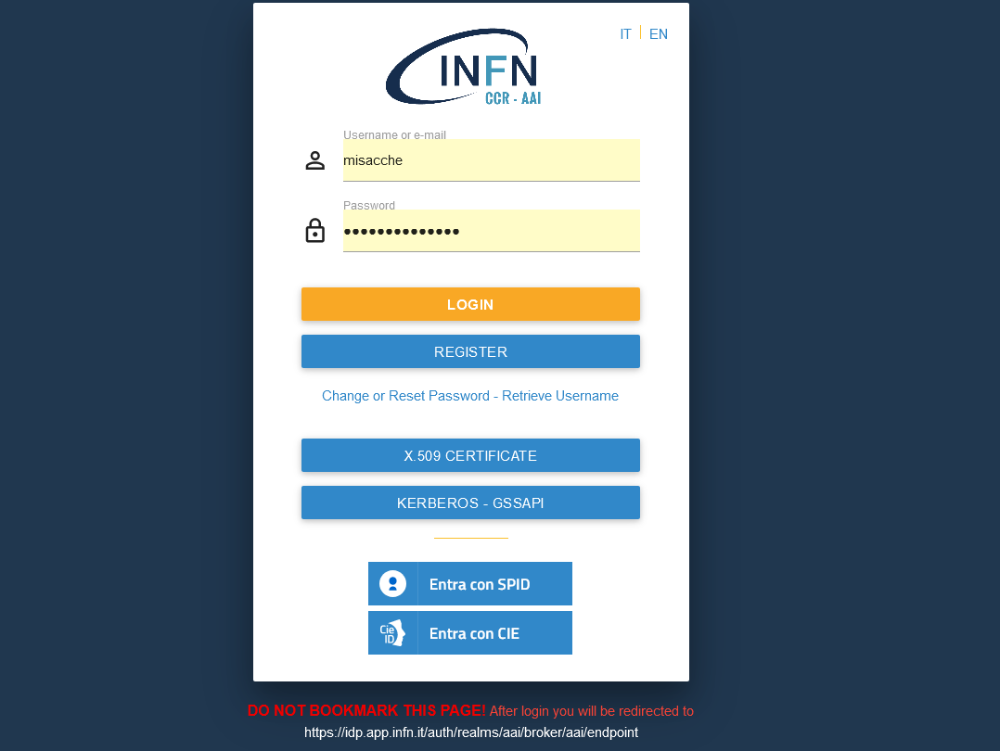 IT | EN
INFN
CCR - AAI
Username or e-mail
misacche
Password
••••••••••••••
LOGIN
REGISTER
Change or Reset Password - Retrieve Username
X.509 CERTIFICATE
KERBEROS - GSSAPI
Entra con SPID
Cie ID Entra con CIE
DO NOT BOOKMARK THIS PAGE! After login you will be redirected to
https://idp.app.infn.it/auth/realms/aai/broker/aai/endpoint